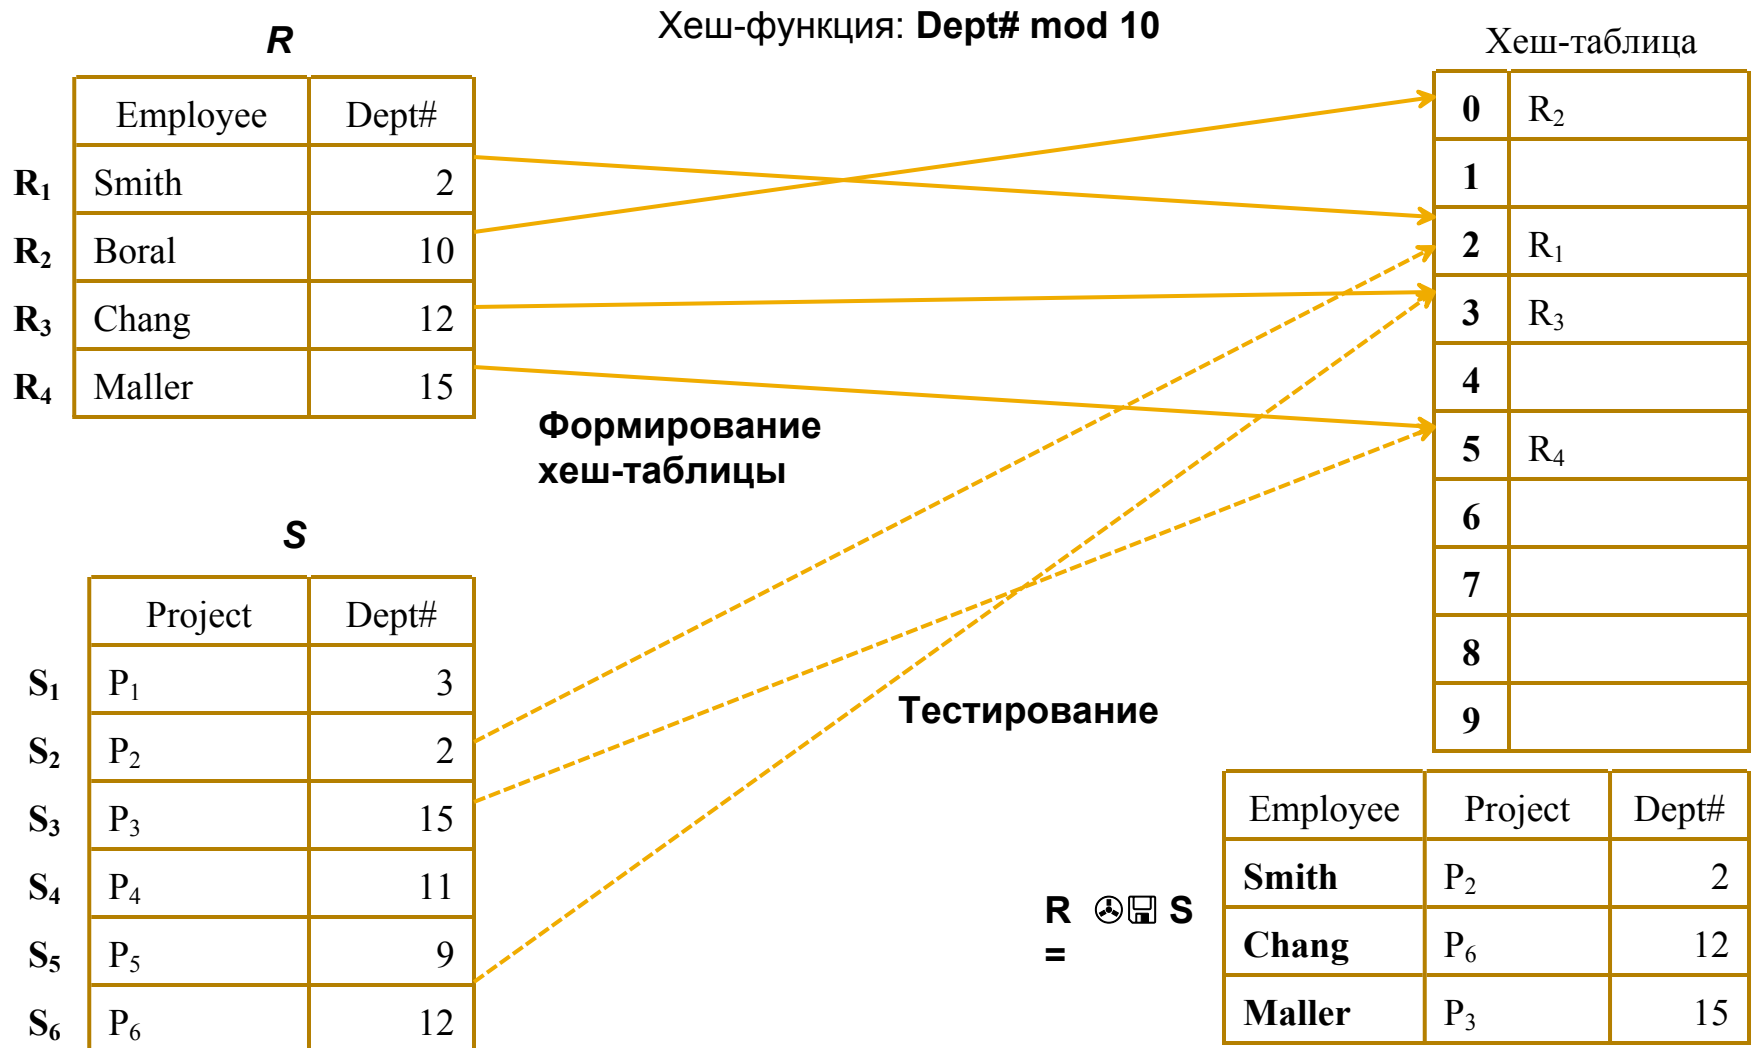 Хеш-функция: Dept# mod 10
R
Employee Dept#
R₁ Smith 2
R₂ Boral 10
R₃ Chang 12
R₄ Maller 15
Формирование
хеш-таблицы
S
Project Dept#
S₁ P₁ 3
S₂ P₂ 2
S₃ P₃ 15
S₄ P₄ 11
S₅ P₅ 9
S₆ P₆ 12
Тестирование
Хеш-таблица
0 R₂
1
2 R₁
3 R₃
4
5 R₄
6
7
8
9
R ✇🖫 S
=
Employee Project Dept#
Smith P₂ 2
Chang P₆ 12
Maller P₃ 15